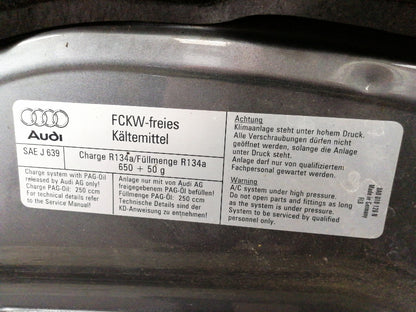 Audi
FCKW-freies
Kältemittel
SAE J 639
Charge R134a/Füllmenge R134a
650 + 50 g
Charge system with PAG-Oil
released by Audi AG only!
Charge PAG-Oil: 250 ccm
For technical details refer
to the Service Manual!
Anlage nur mit von Audi AG
freigegebenem PAG-Öl befüllen!
Füllmenge PAG-Öl: 250 ccm
Technische Details sind der
KD-Anweisung zu entnehmen!
Achtung
Klimaanlage steht unter hohem Druck.
Alle Verschraubungen dürfen nicht
geöffnet werden, solange die Anlage
unter Druck steht.
Anlage darf nur von qualifizierten
Fachpersonal gewartet werden.
Warning
A/C system under high pressure.
Do not open parts and fittings as long
as the system is under pressure.
System to be serviced by qualified
personnel only.
Made in Germany